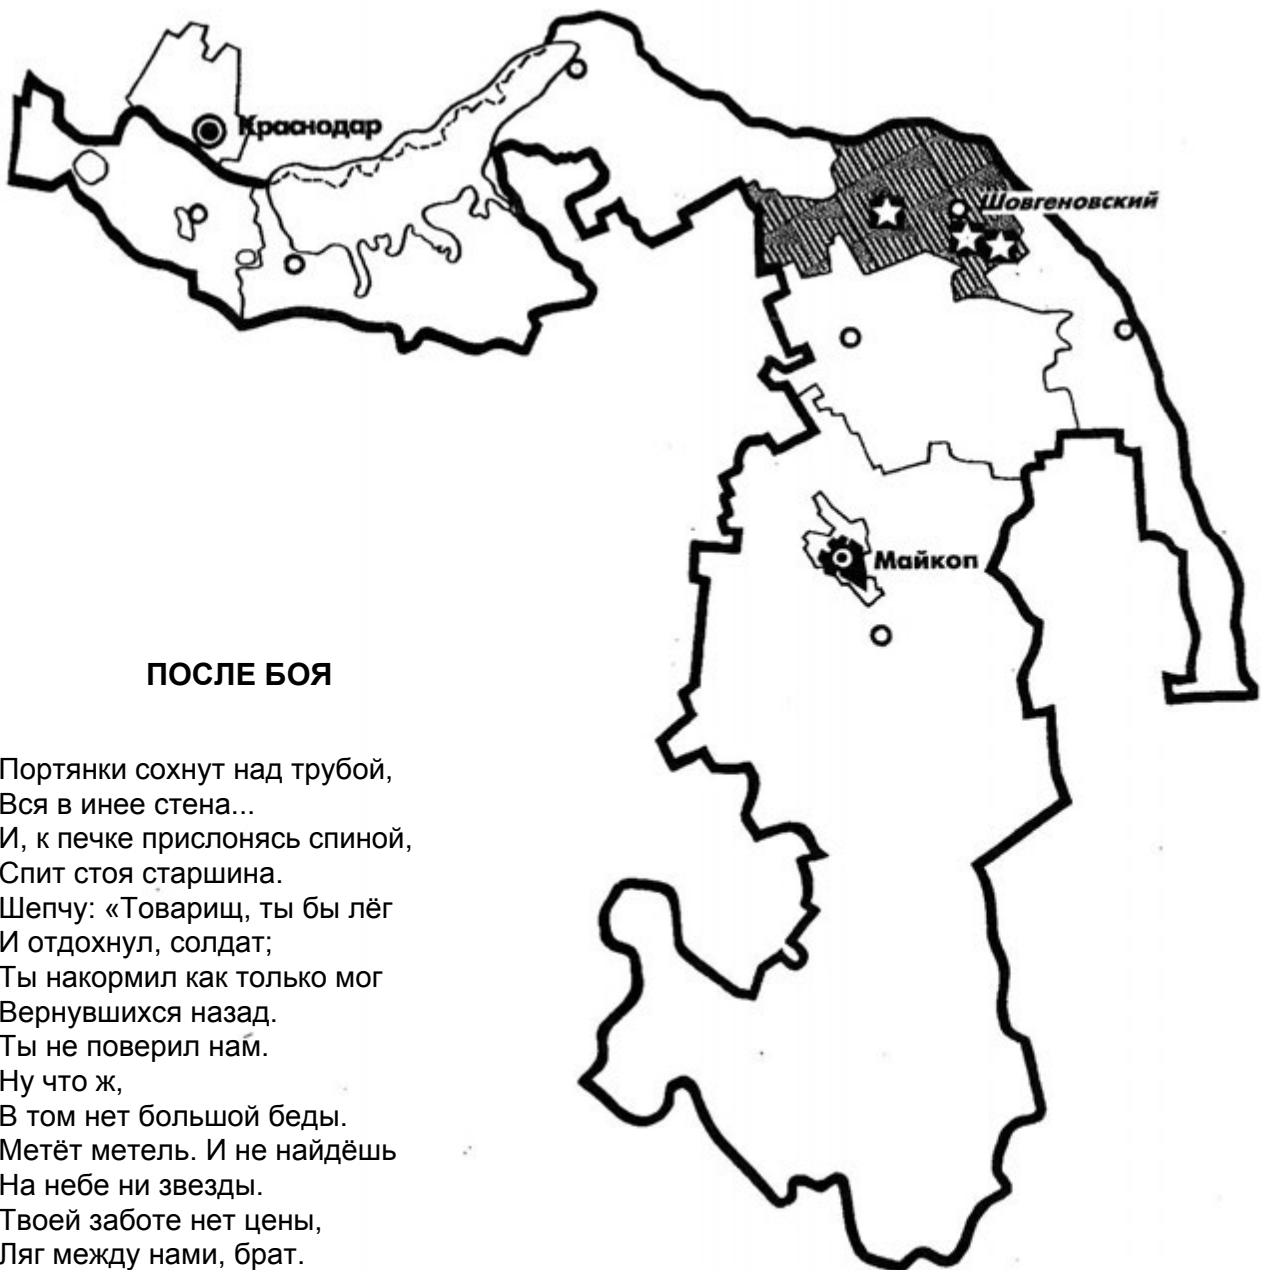 Краснодар
Шовгеновский
Майкоп
ПОСЛЕ БОЯ
Портянки сохнут над трубой,
Вся в инее стена...
И, к печке прислонясь спиной,
Спит стоя старшина.
Шепчу: «Товарищ, ты бы лёг
И отдохнул, солдат;
Ты накормил как только мог
Вернувшихся назад.
Ты не поверил нам.
Ну что ж,
В том нет большой беды.
Метёт метель. И не найдёшь
На небе ни звезды.
Твоей заботе нет цены,
Ляг между нами, брат.